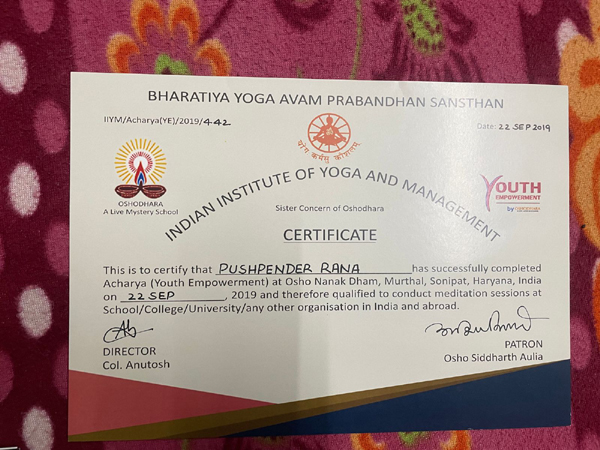 BHARATIYA YOGA AVAM PRABANDHAN SANSTHAN
IIYM/Acharya(YE)/2019/442
Date: 22 SEP 2019
योग: कर्मसु कौशलम्
OSHODHARA
A Live Mystery School
INDIAN INSTITUTE OF YOGA AND MANAGEMENT
YOUTH
EMPOWERMENT
by
Sister Concern of Oshodhara
CERTIFICATE
This is to certify that PUSHPENDER RANA has successfully completed
Acharya (Youth Empowerment) at Osho Nanak Dham, Murthal, Sonipat, Haryana, India
on 22 SEP, 2019 and therefore qualified to conduct meditation sessions at
School/College/University/any other organisation in India and abroad.
DIRECTOR
Col. Anutosh
PATRON
Osho Siddharth Aulia